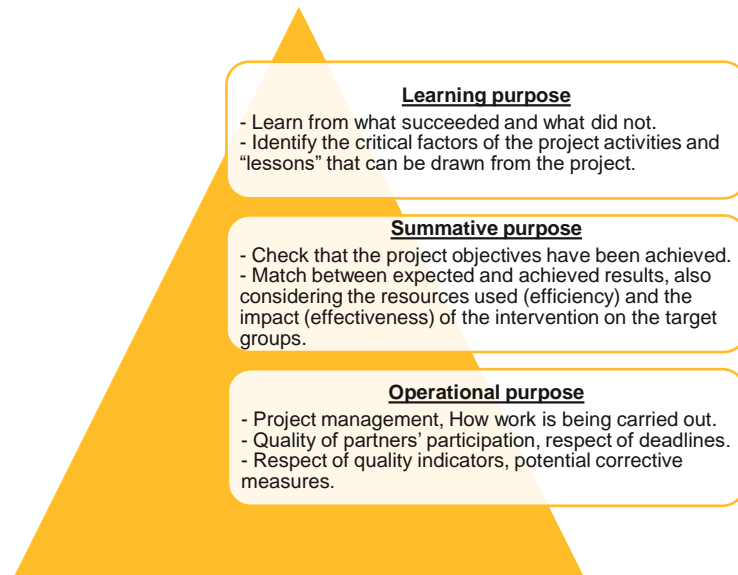 Learning purpose
- Learn from what succeeded and what did not.
- Identify the critical factors of the project activities and
“lessons” that can be drawn from the project.
Summative purpose
- Check that the project objectives have been achieved.
- Match between expected and achieved results, also
considering the resources used (efficiency) and the
impact (effectiveness) of the intervention on the target
groups.
Operational purpose
- Project management, How work is being carried out.
- Quality of partners’ participation, respect of deadlines.
- Respect of quality indicators, potential corrective
measures.